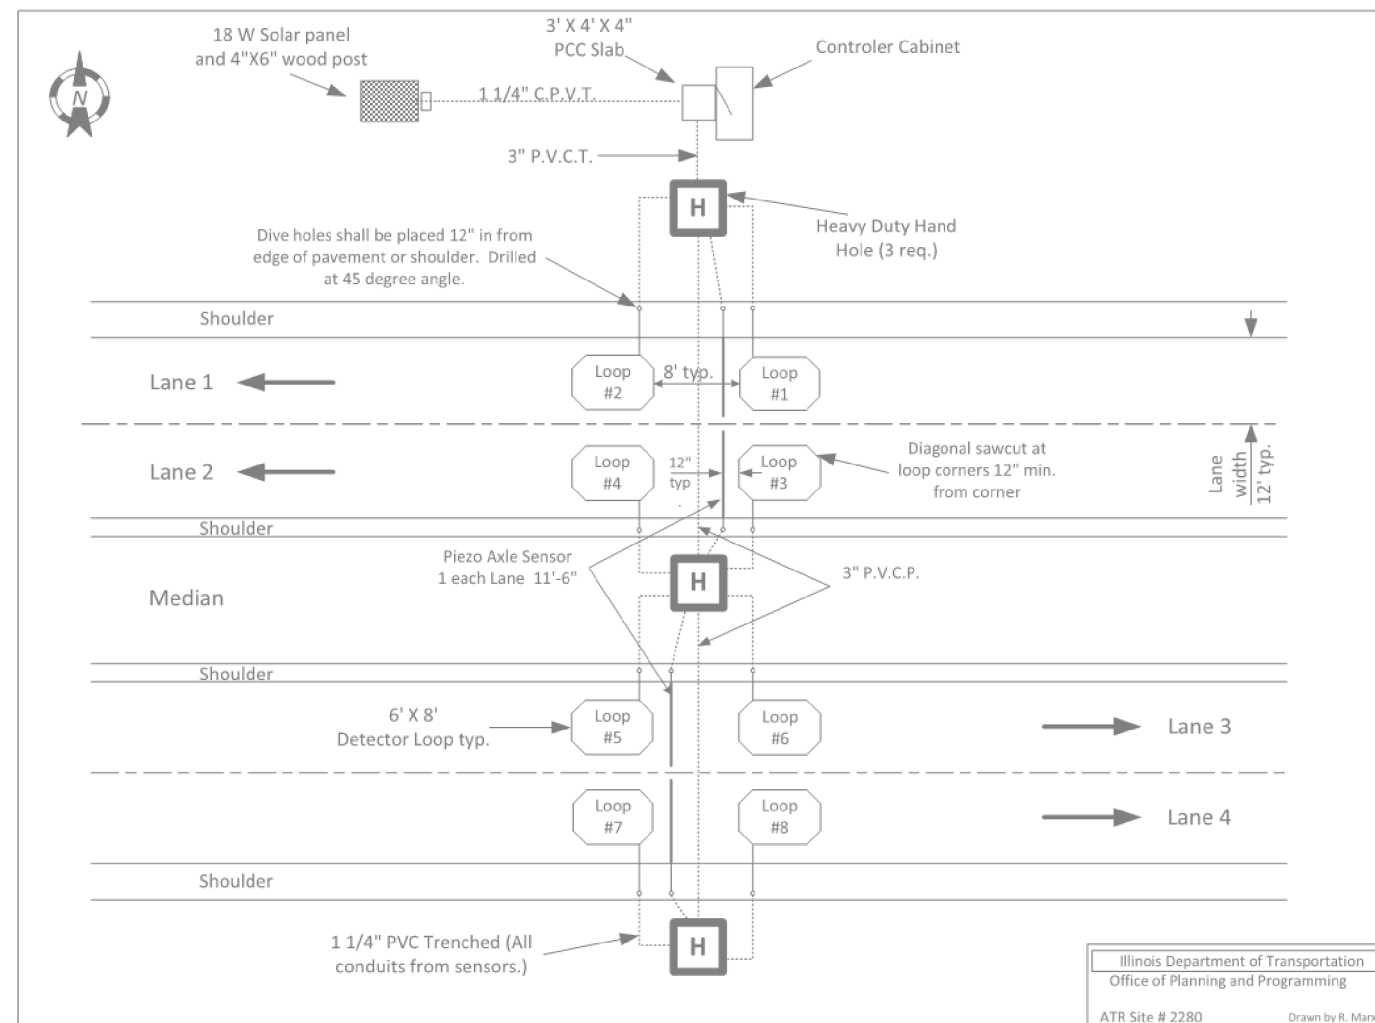 18 W Solar panel
and 4"X6" wood post
3' X 4' X 4"
PCC Slab
Controler Cabinet
N
1 1/4" C.P.V.T.
3" P.V.C.T.
H
Heavy Duty Hand
Hole (3 req.)
Dive holes shall be placed 12" in from
edge of pavement or shoulder. Drilled
at 45 degree angle.
Shoulder
Lane 1
Loop
#2
8' typ.
Loop
#1
Lane 2
Loop
#4
12"
typ
.
Loop
#3
Diagonal sawcut at
loop corners 12" min.
from corner
Lane
width
12' typ.
Shoulder
Piezo Axle Sensor
1 each Lane 11'-6"
H
3" P.V.C.P.
Median
Shoulder
6' X 8'
Detector Loop typ.
Loop
#5
Loop
#6
Lane 3
Loop
#7
Loop
#8
Lane 4
Shoulder
1 1/4" PVC Trenched (All
conduits from sensors.)
H
Illinois Department of Transportation
Office of Planning and Programming
ATR Site # 2280
Drawn by R. Marx